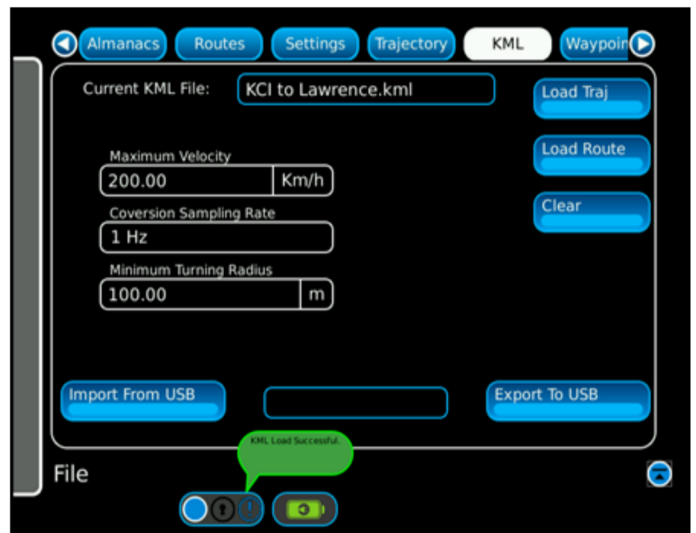 Almanacs
Routes
Settings
Trajectory
KML
Waypoin
Current KML File:
KCI to Lawrence.kml
Load Traj
Maximum Velocity
200.00
Km/h
Load Route
Coversion Sampling Rate
1 Hz
Clear
Minimum Turning Radius
100.00
m
Import From USB
Export To USB
KML Load Successful.
File